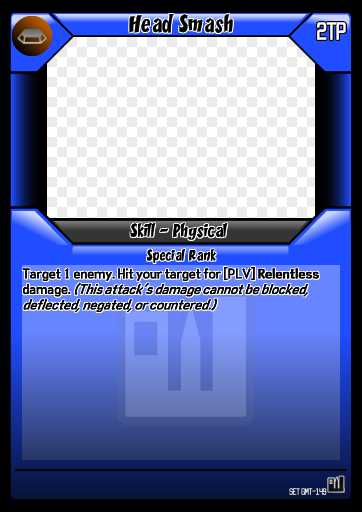 Head Smash
2TP
Skill - Physical
Special Rank
Target 1 enemy. Hit your target for [PLV] Relentless
damage. (This attack's damage cannot be blocked,
deflected, negated, or countered.)
SET GMT-149